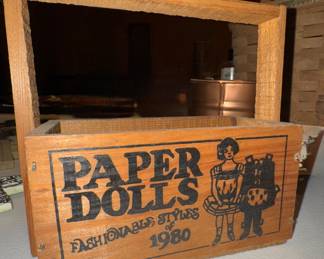 PAPER
DOLLS
FASHIONABLE STYLES
of
1980